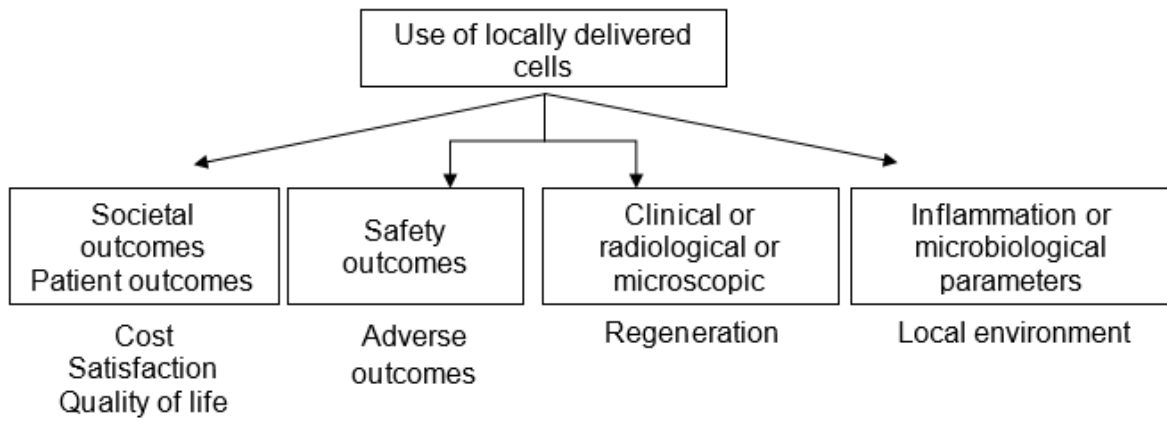 Use of locally delivered
cells
Societal
outcomes
Patient outcomes
Safety
outcomes
Clinical or
radiological or
microscopic
Inflammation or
microbiological
parameters
Cost
Satisfaction
Quality of life
Adverse
outcomes
Regeneration
Local environment